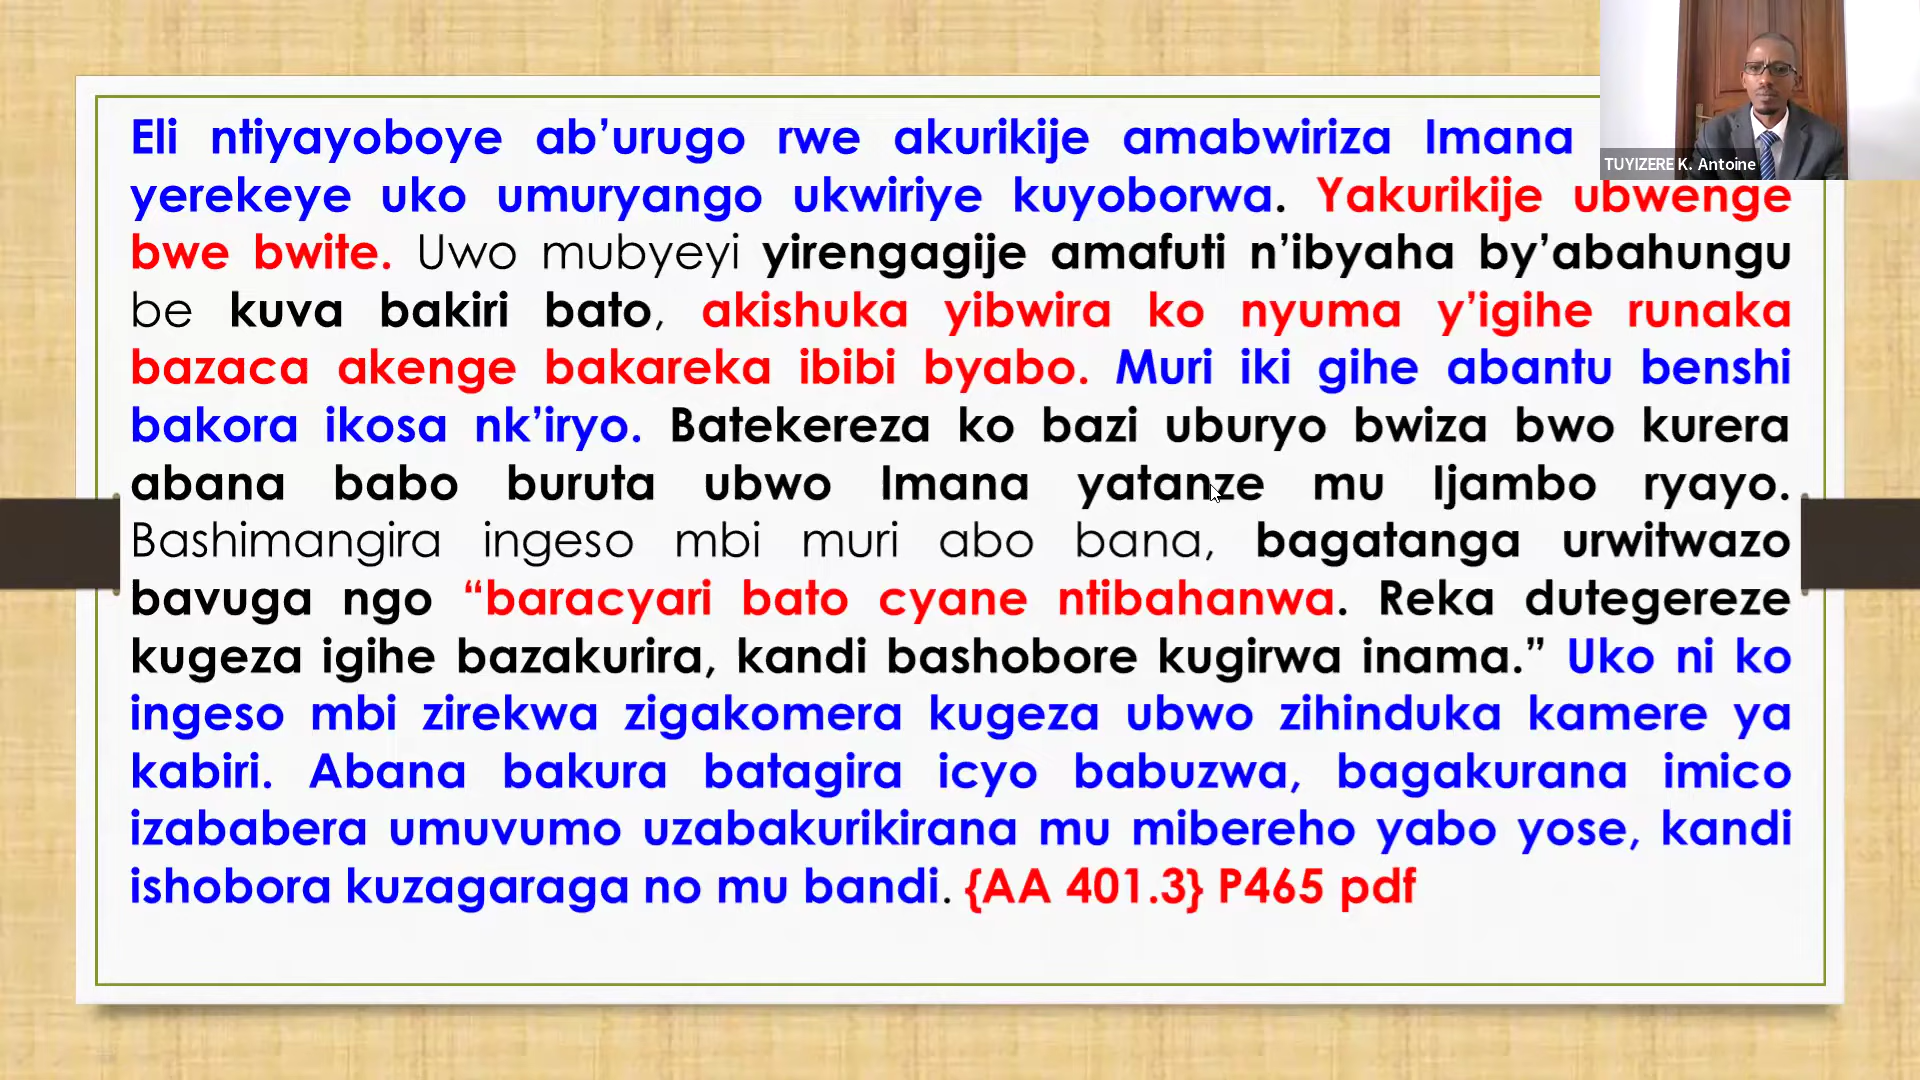 Eli ntiyayoboye ab’urugo rwe akurikije amabwiriza Imana
TUYIZERE K. Antoine
yerekeye uko umuryango ukwiriye kuyoborwa. Yakurikije ubwenge
bwe bwite. Uwo mubyeyi yirengagije amafuti n’ibyaha by’abahungu
be kuva bakiri bato, akishuka yibwira ko nyuma y’igihe runaka
bazaca akenge bakareka ibibi byabo. Muri iki gihe abantu benshi
bakora ikosa nk’iryo. Batekereza ko bazi uburyo bwiza bwo kurera
abana babo buruta ubwo Imana yatanze mu Ijambo ryayo.
Bashimangira ingeso mbi muri abo bana, bagatanga urwitwazo
bavuga ngo “baracyari bato cyane ntibahanwa. Reka dutegereze
kugeza igihe bazakurira, kandi bashobore kugirwa inama.” Uko ni ko
ingeso mbi zirekwa zigakomera kugeza ubwo zihinduka kamere ya
kabiri. Abana bakura batagira icyo babuzwa, bagakurana imico
izababera umuvumo uzabakurikirana mu mibereho yabo yose, kandi
ishobora kuzagaraga no mu bandi. {AA 401.3} P465 pdf